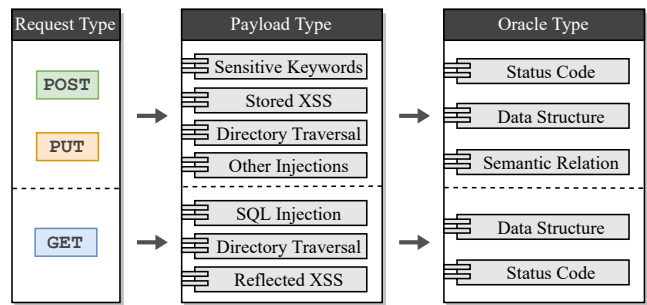 Request Type
POST
PUT
GET
Payload Type
Sensitive Keywords
Stored XSS
Directory Traversal
Other Injections
SQL Injection
Directory Traversal
Reflected XSS
Oracle Type
Status Code
Data Structure
Semantic Relation
Data Structure
Status Code